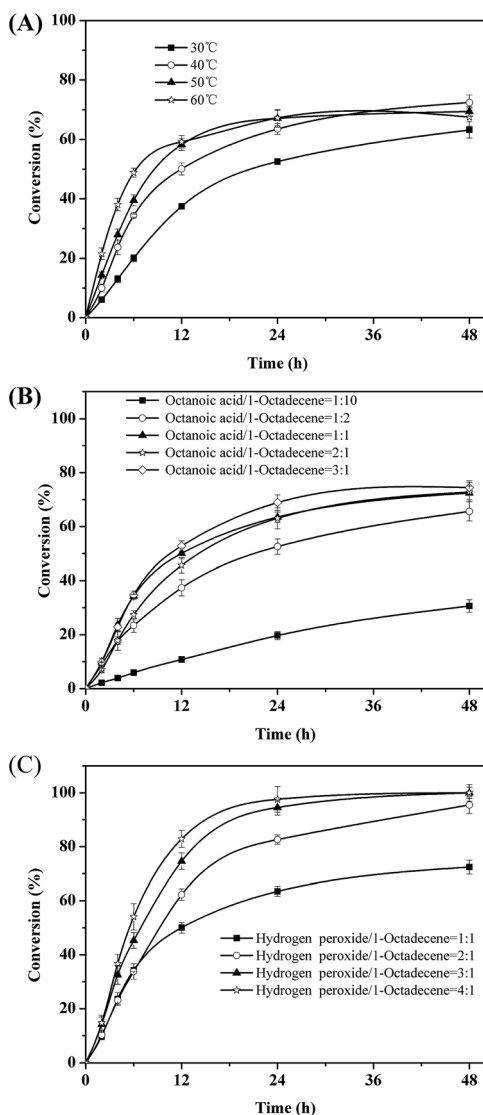 (A)
100
80
60
40
20
0
Conversion (%)
30℃
40℃
50℃
60℃
0 12 24 36 48
Time (h)
(B)
100
80
60
40
20
0
Conversion (%)
Octanoic acid/1-Octadecene=1:10
Octanoic acid/1-Octadecene=1:2
Octanoic acid/1-Octadecene=1:1
Octanoic acid/1-Octadecene=2:1
Octanoic acid/1-Octadecene=3:1
0 12 24 36 48
Time (h)
(C)
100
80
60
40
20
0
Conversion (%)
Hydrogen peroxide/1-Octadecene=1:1
Hydrogen peroxide/1-Octadecene=2:1
Hydrogen peroxide/1-Octadecene=3:1
Hydrogen peroxide/1-Octadecene=4:1
0 12 24 36 48
Time (h)